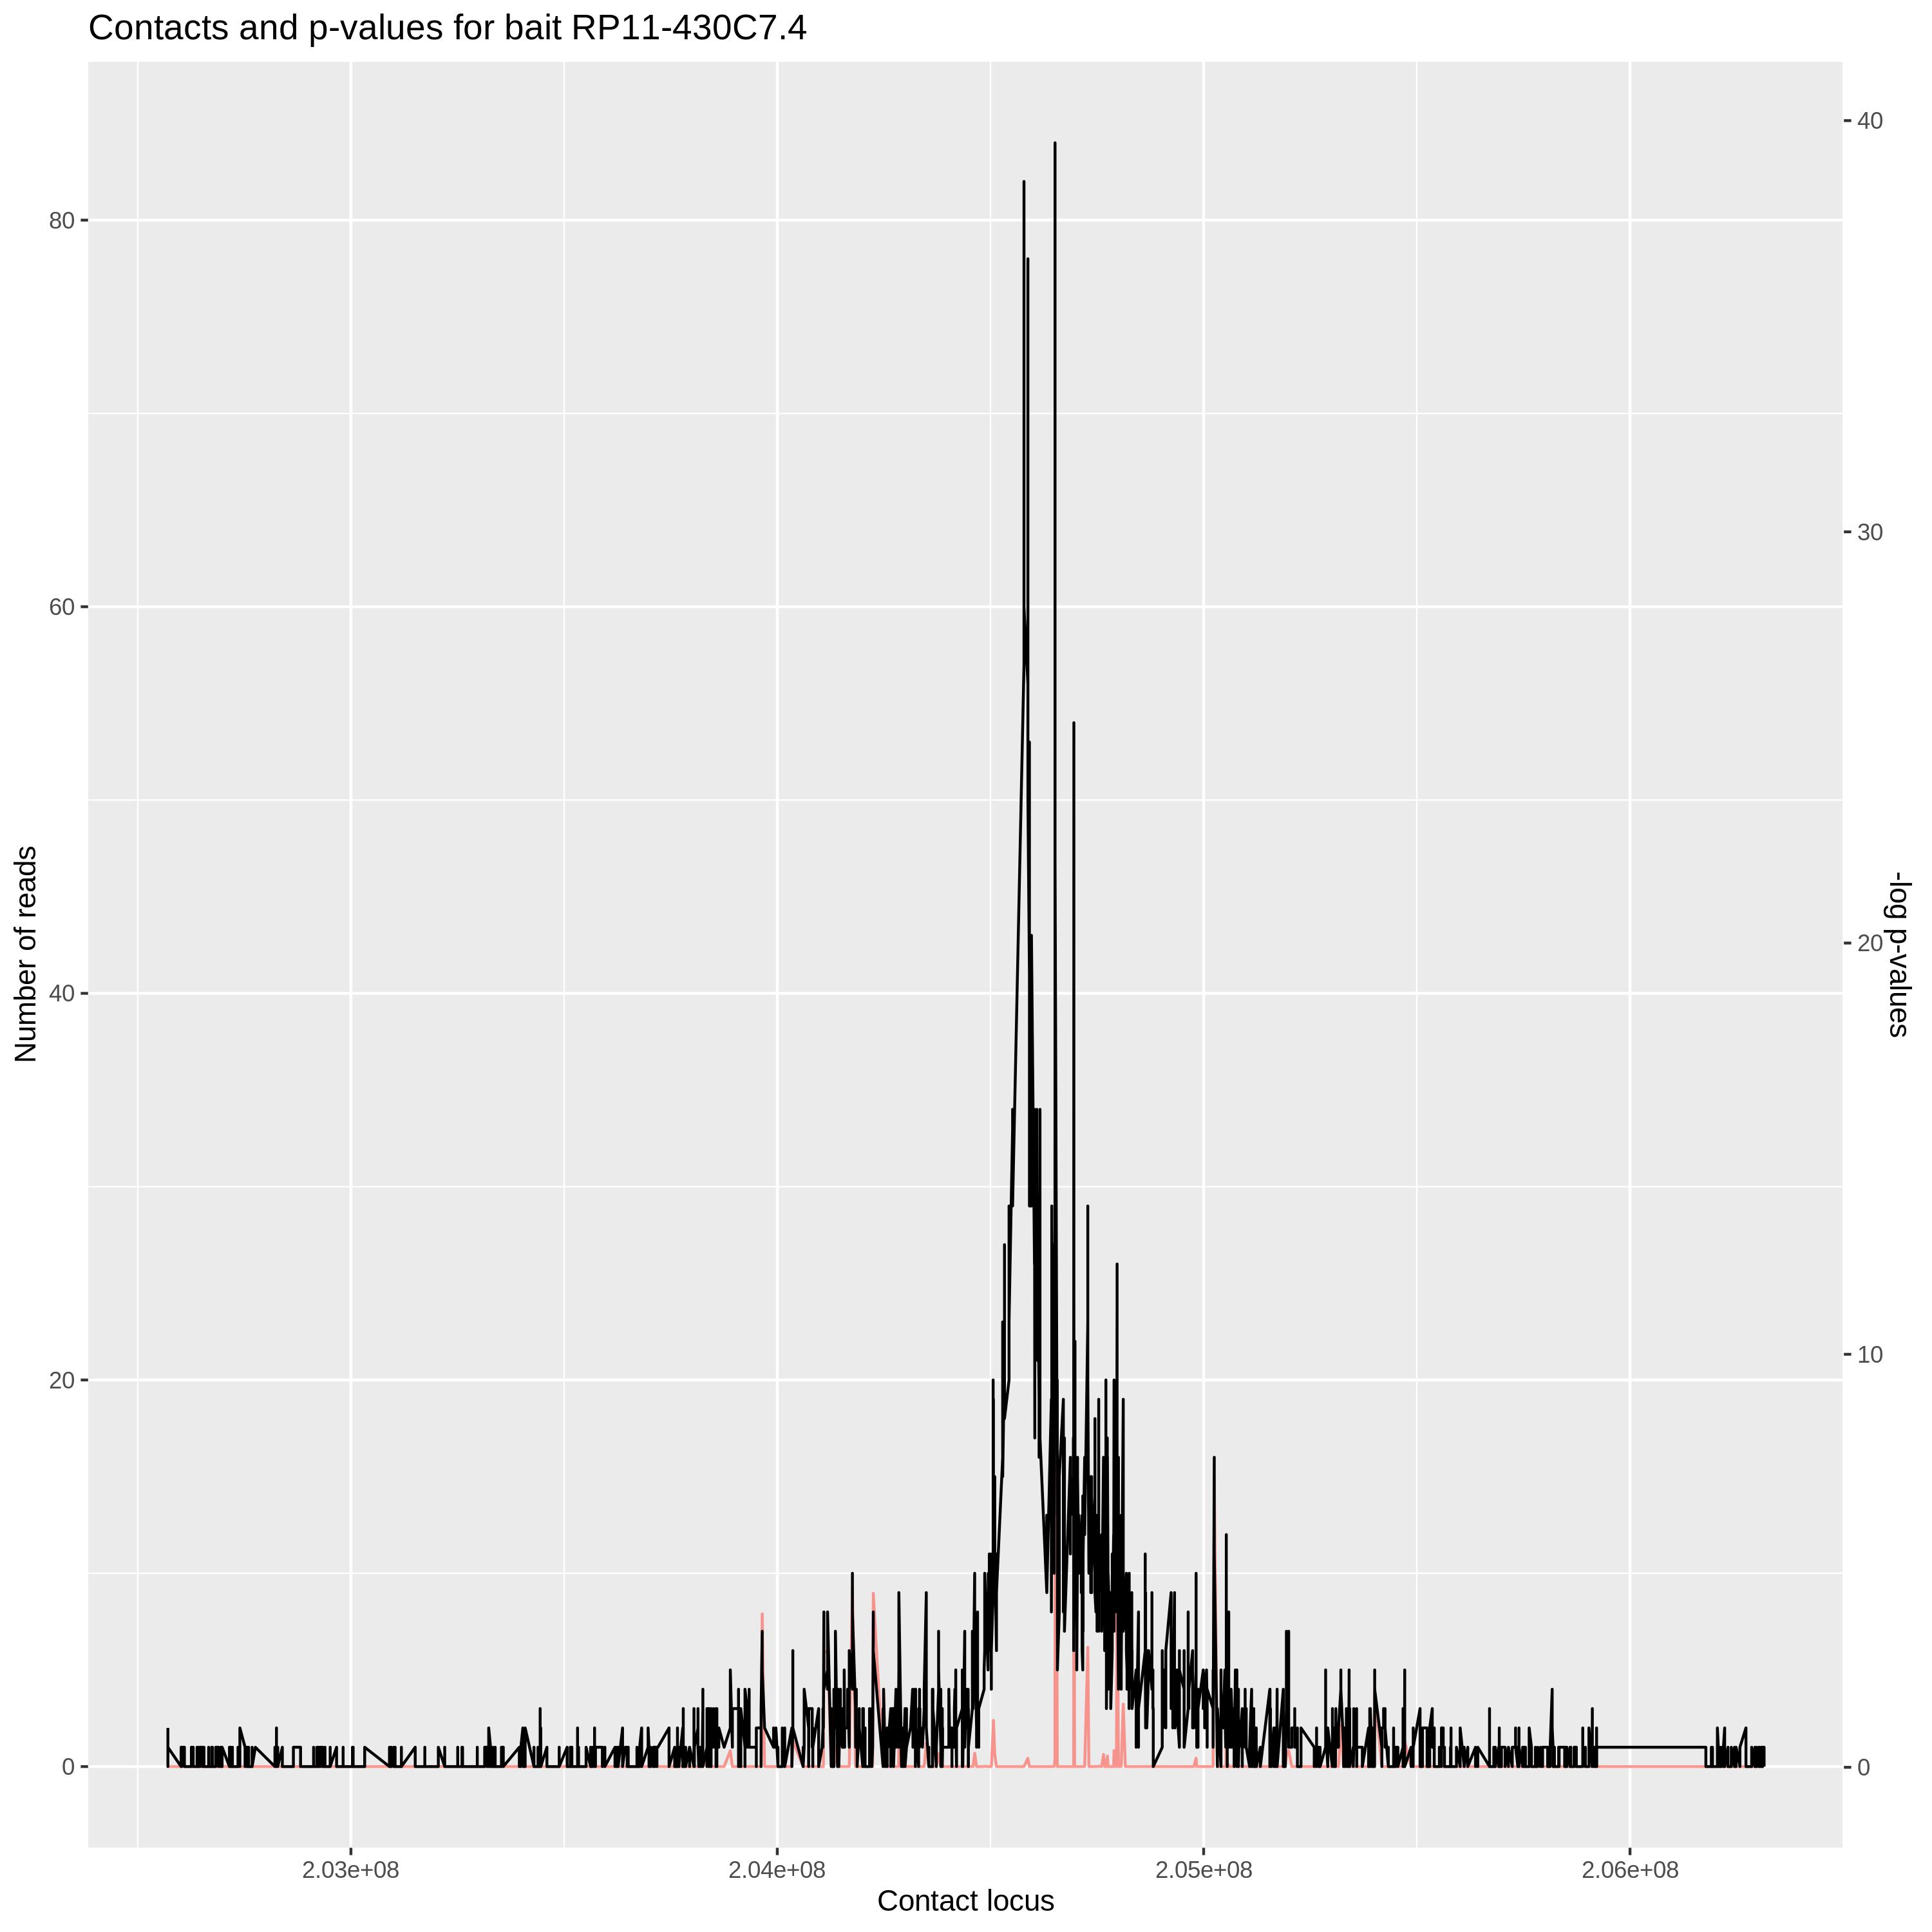 Contacts and p-values for bait RP11-430C7.4
Number of reads
80
60
40
20
0
40
30
20
10
0
-log p-values
2.03e+08
2.04e+08
2.05e+08
2.06e+08
Contact locus